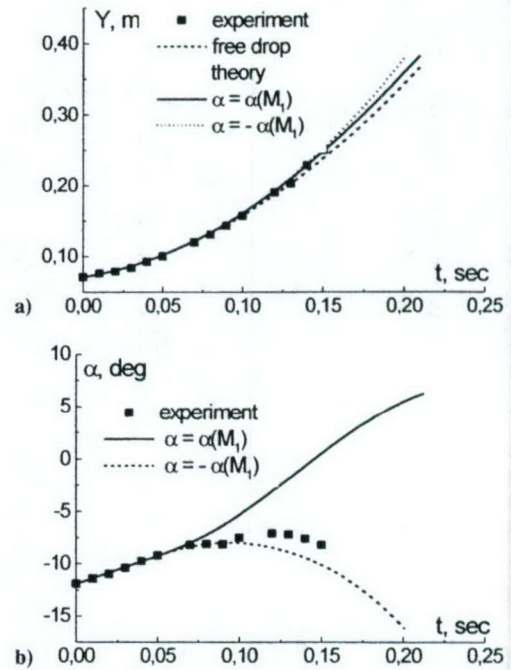 Y, m
experiment
free drop
theory
α = α(M₁)
α = - α(M₁)
0,40
0,30
0,20
0,10
t, sec
0,00 0,05 0,10 0,15 0,20 0,25
a)
α, deg
experiment
α = α(M₁)
α = - α(M₁)
10
5
0
-5
-10
-15
t, sec
0,00 0,05 0,10 0,15 0,20 0,25
b)